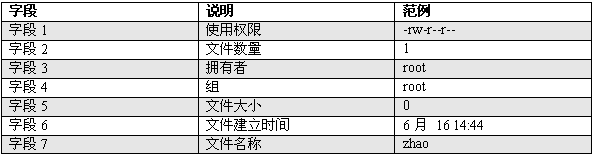 字段 说明 范例
字段 1 使用权限 -rw-r--r--
字段 2 文件数量 1
字段 3 拥有者 root
字段 4 组 root
字段 5 文件大小 0
字段 6 文件建立时间 6 月 16 14:44
字段 7 文件名称 zhao